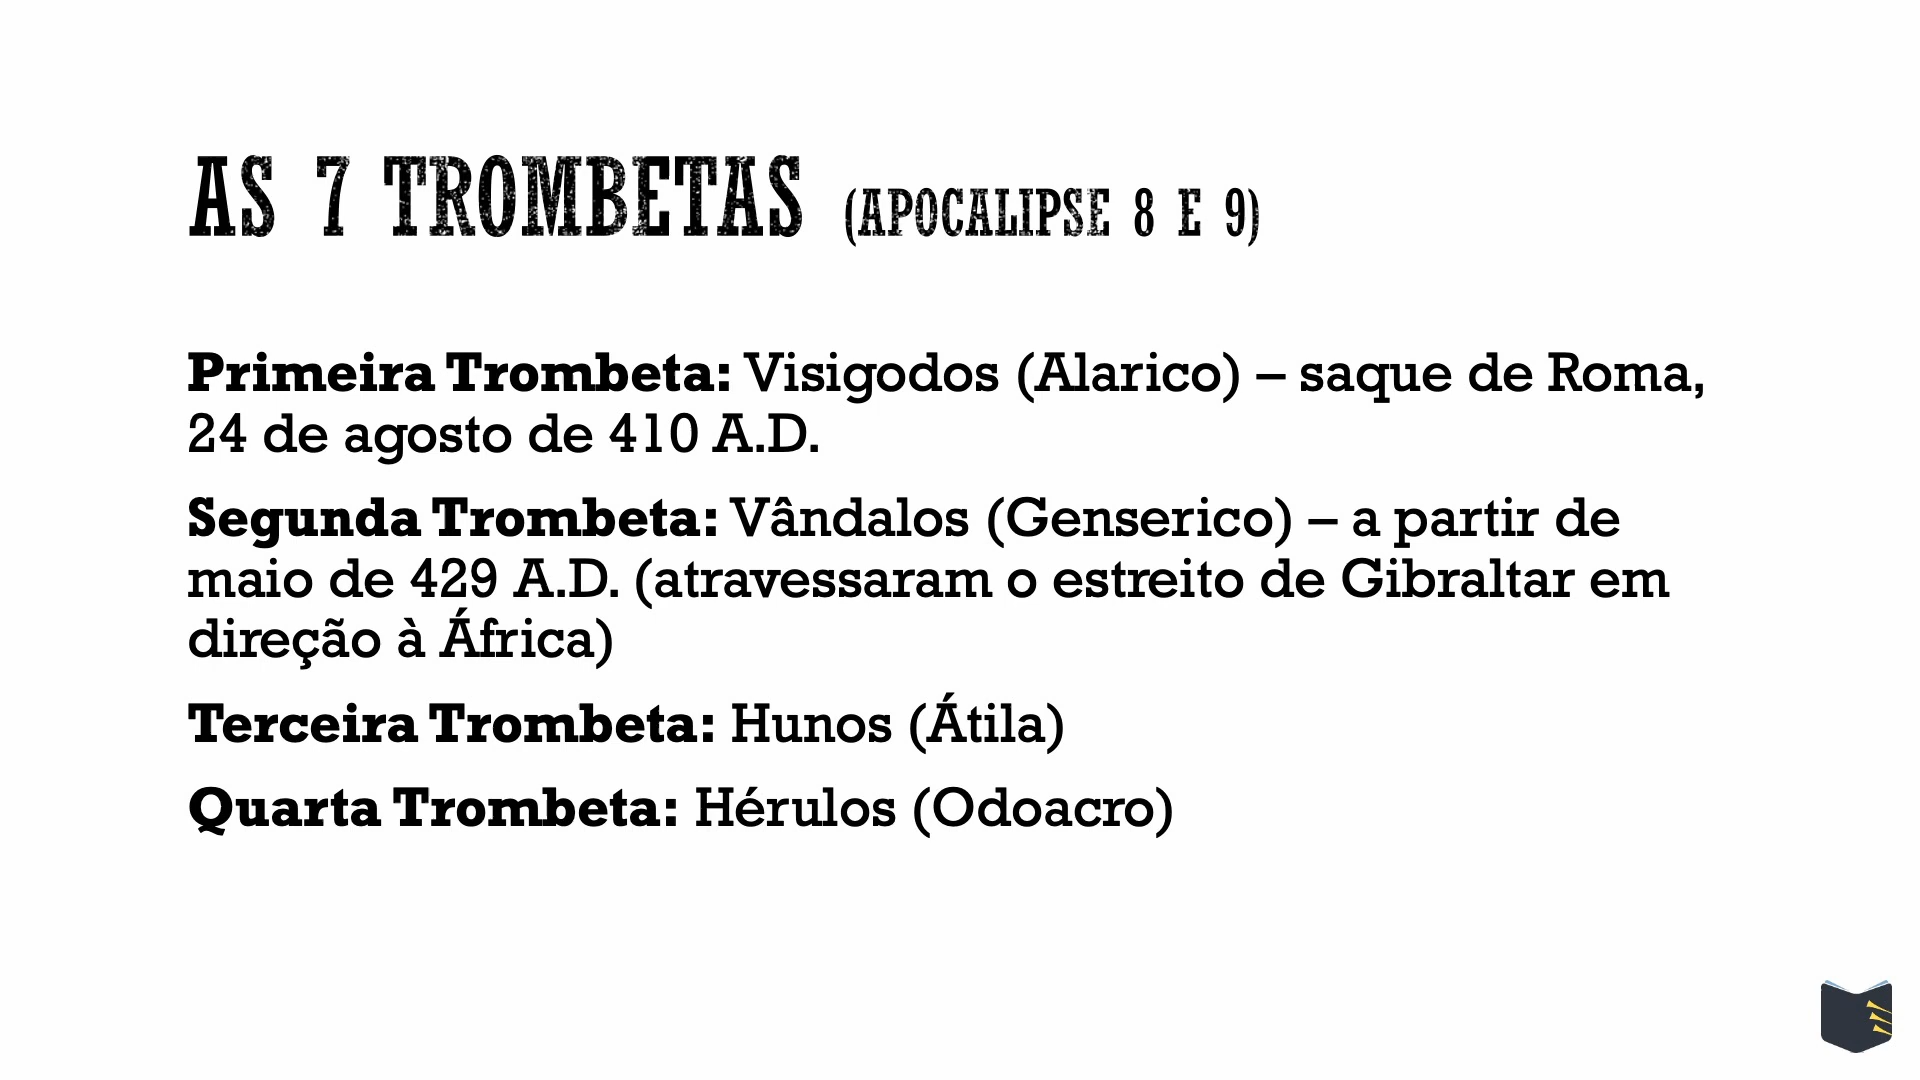 AS 7 TROMBETAS (APOCALIPSE 8 E 9)
Primeira Trombeta: Visigodos (Alarico) – saque de Roma,
24 de agosto de 410 A.D.
Segunda Trombeta: Vândalos (Genserico) – a partir de
maio de 429 A.D. (atravessaram o estreito de Gibraltar em
direção à África)
Terceira Trombeta: Hunos (Átila)
Quarta Trombeta: Hérulos (Odoacro)